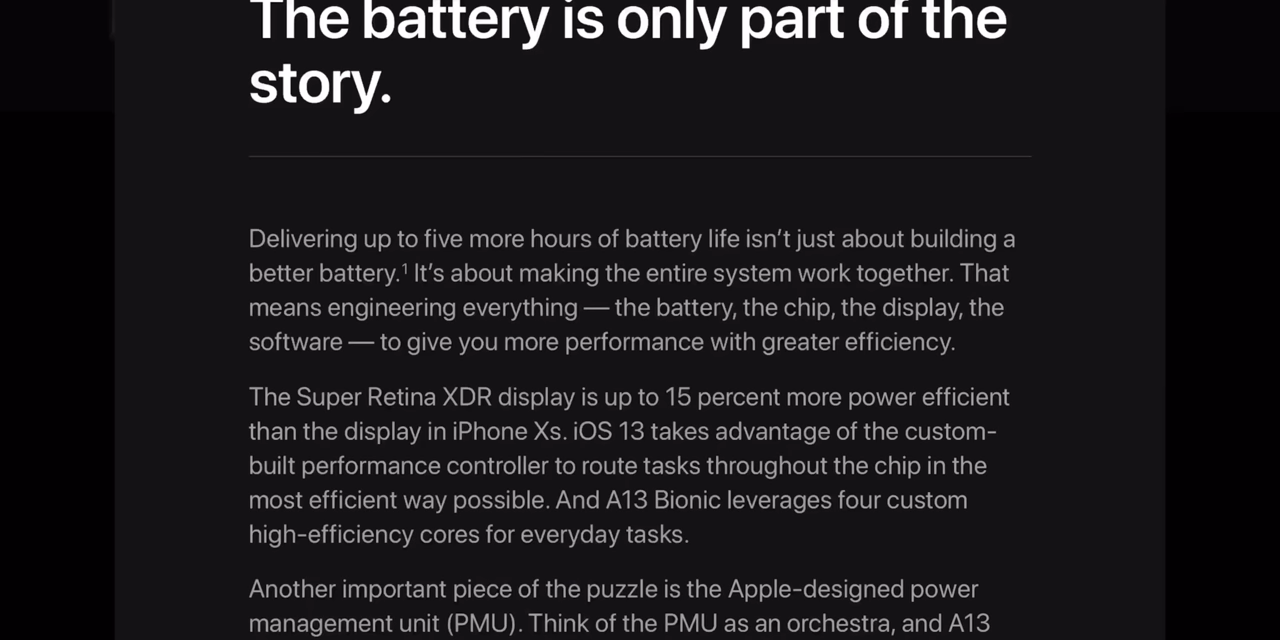 The battery is only part of the
story.
Delivering up to five more hours of battery life isn’t just about building a
better battery.¹ It’s about making the entire system work together. That
means engineering everything — the battery, the chip, the display, the
software — to give you more performance with greater efficiency.
The Super Retina XDR display is up to 15 percent more power efficient
than the display in iPhone Xs. iOS 13 takes advantage of the custom-
built performance controller to route tasks throughout the chip in the
most efficient way possible. And A13 Bionic leverages four custom
high-efficiency cores for everyday tasks.
Another important piece of the puzzle is the Apple-designed power
management unit (PMU). Think of the PMU as an orchestra, and A13